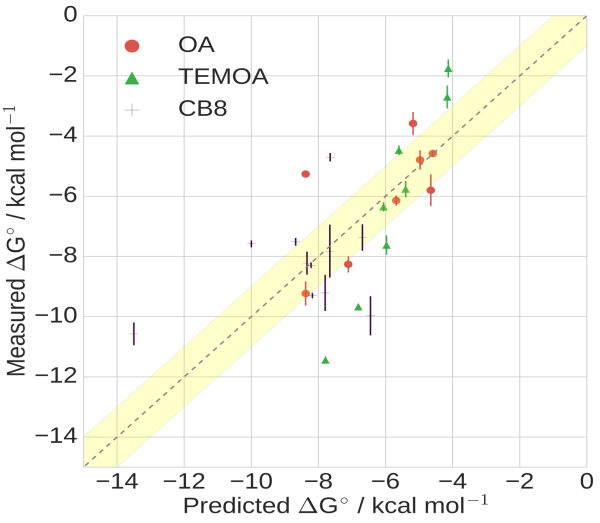 0
−2
−4
−6
−8
−10
−12
−14
Measured ΔG° / kcal mol⁻¹
OA
TEMOA
CB8
−14 −12 −10 −8 −6 −4 −2 0
Predicted ΔG° / kcal mol⁻¹